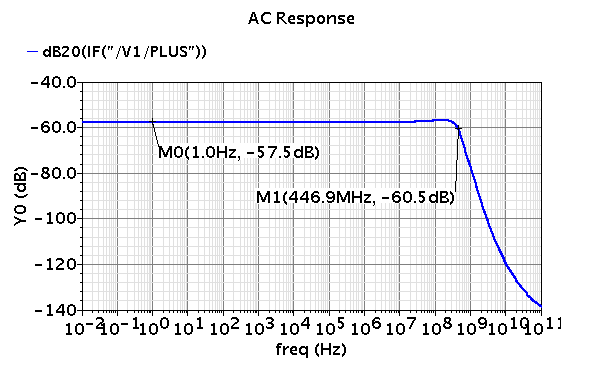 AC Response
— dB20(IF("/V1/PLUS"))
-40.0
-60.0
M0(1.0Hz, -57.5dB)
-80.0
M1(446.9MHz, -60.5dB)
-100
-120
-140
Y0 (dB)
10^-2 10^-1 10^0 10^1 10^2 10^3 10^4 10^5 10^6 10^7 10^8 10^9 10^10 10^11
freq (Hz)